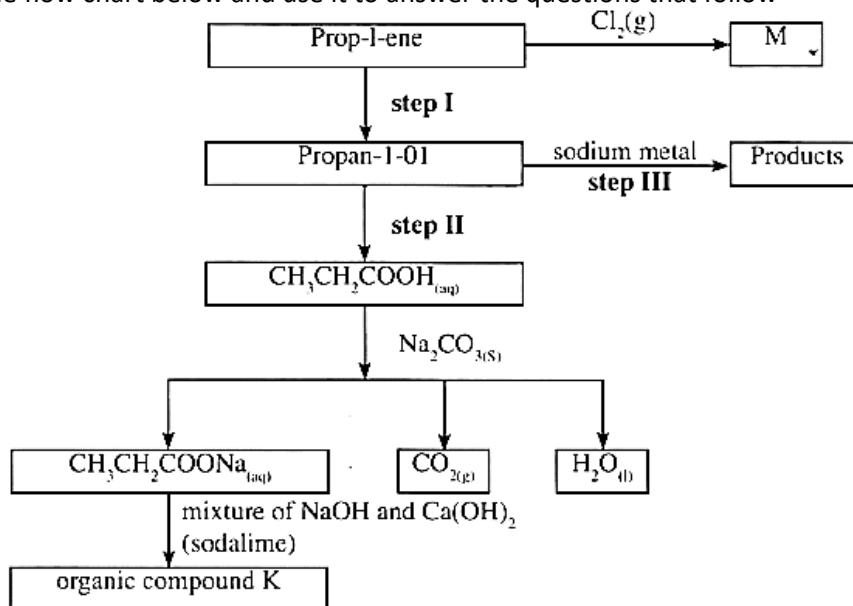 e flow chart below and use it to answer the questions that follow
Prop-l-ene
Cl₂(g)
M
step I
Propan-1-01
sodium metal
step III
Products
step II
CH₃CH₂COOH₍aq₎
Na₂CO₃₍S₎
CH₃CH₂COONa₍aq₎
CO₂₍g₎
H₂O₍l₎
mixture of NaOH and Ca(OH)₂
(sodalime)
organic compound K